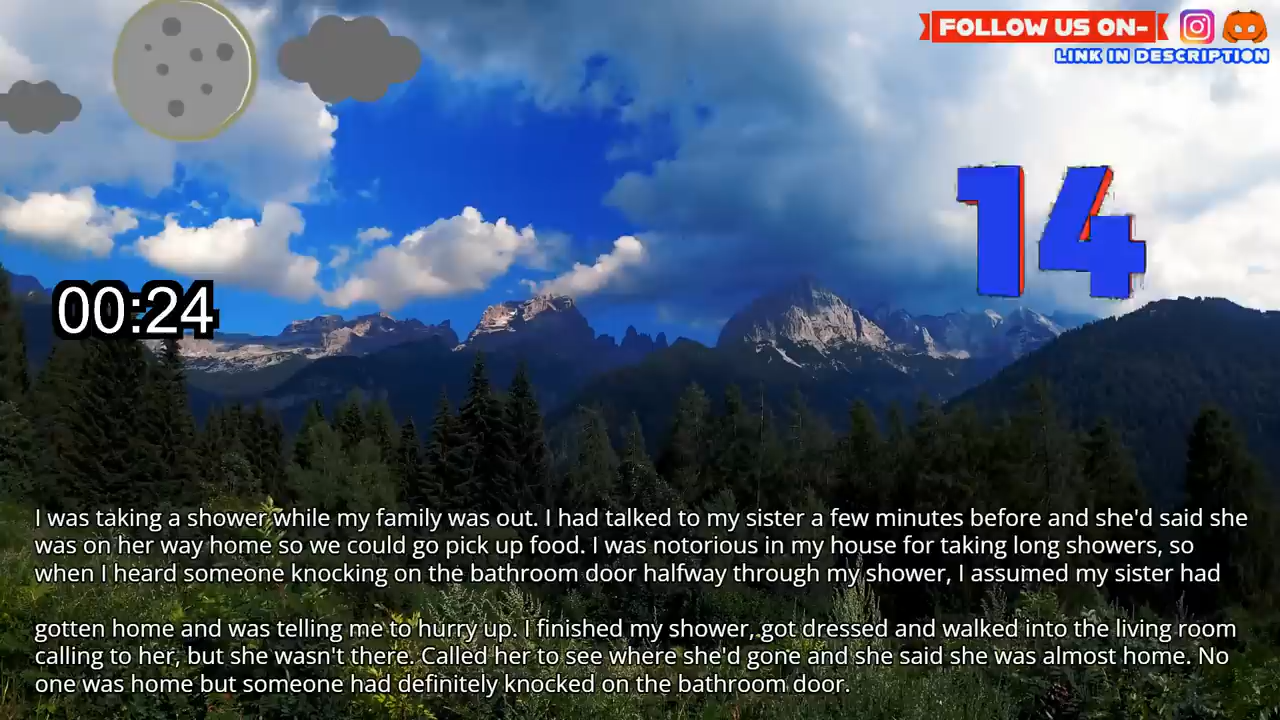 FOLLOW US ON-
LINK IN DESCRIPTION
14
00:24
I was taking a shower while my family was out. I had talked to my sister a few minutes before and she'd said she
was on her way home so we could go pick up food. I was notorious in my house for taking long showers, so
when I heard someone knocking on the bathroom door halfway through my shower, I assumed my sister had
gotten home and was telling me to hurry up. I finished my shower, got dressed and walked into the living room
calling to her, but she wasn't there. Called her to see where she'd gone and she said she was almost home. No
one was home but someone had definitely knocked on the bathroom door.